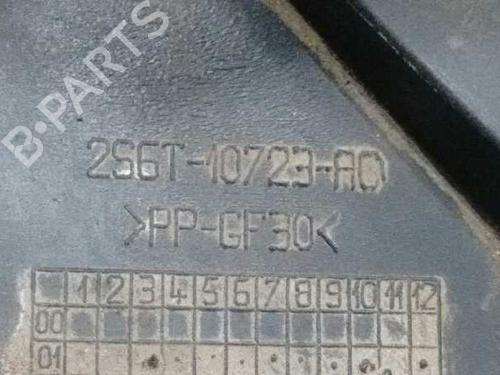 B-PARTS
2S6T-10723-AC
>PP-GF30<
1 2 3 4 5 6 7 8 9 10 11 12
00
01